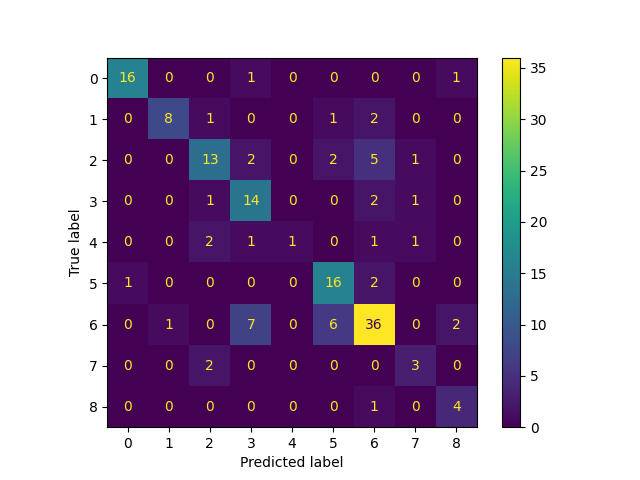 0 16 0 0 1 0 0 0 0 1
1 0 8 1 0 0 1 2 0 0
2 0 0 13 2 0 2 5 1 0
3 0 0 1 14 0 0 2 1 0
4 0 0 2 1 1 0 1 1 0
5 1 0 0 0 0 16 2 0 0
6 0 1 0 7 0 6 36 0 2
7 0 0 2 0 0 0 0 3 0
8 0 0 0 0 0 0 1 0 4
0 1 2 3 4 5 6 7 8
Predicted label
True label
35
30
25
20
15
10
5
0